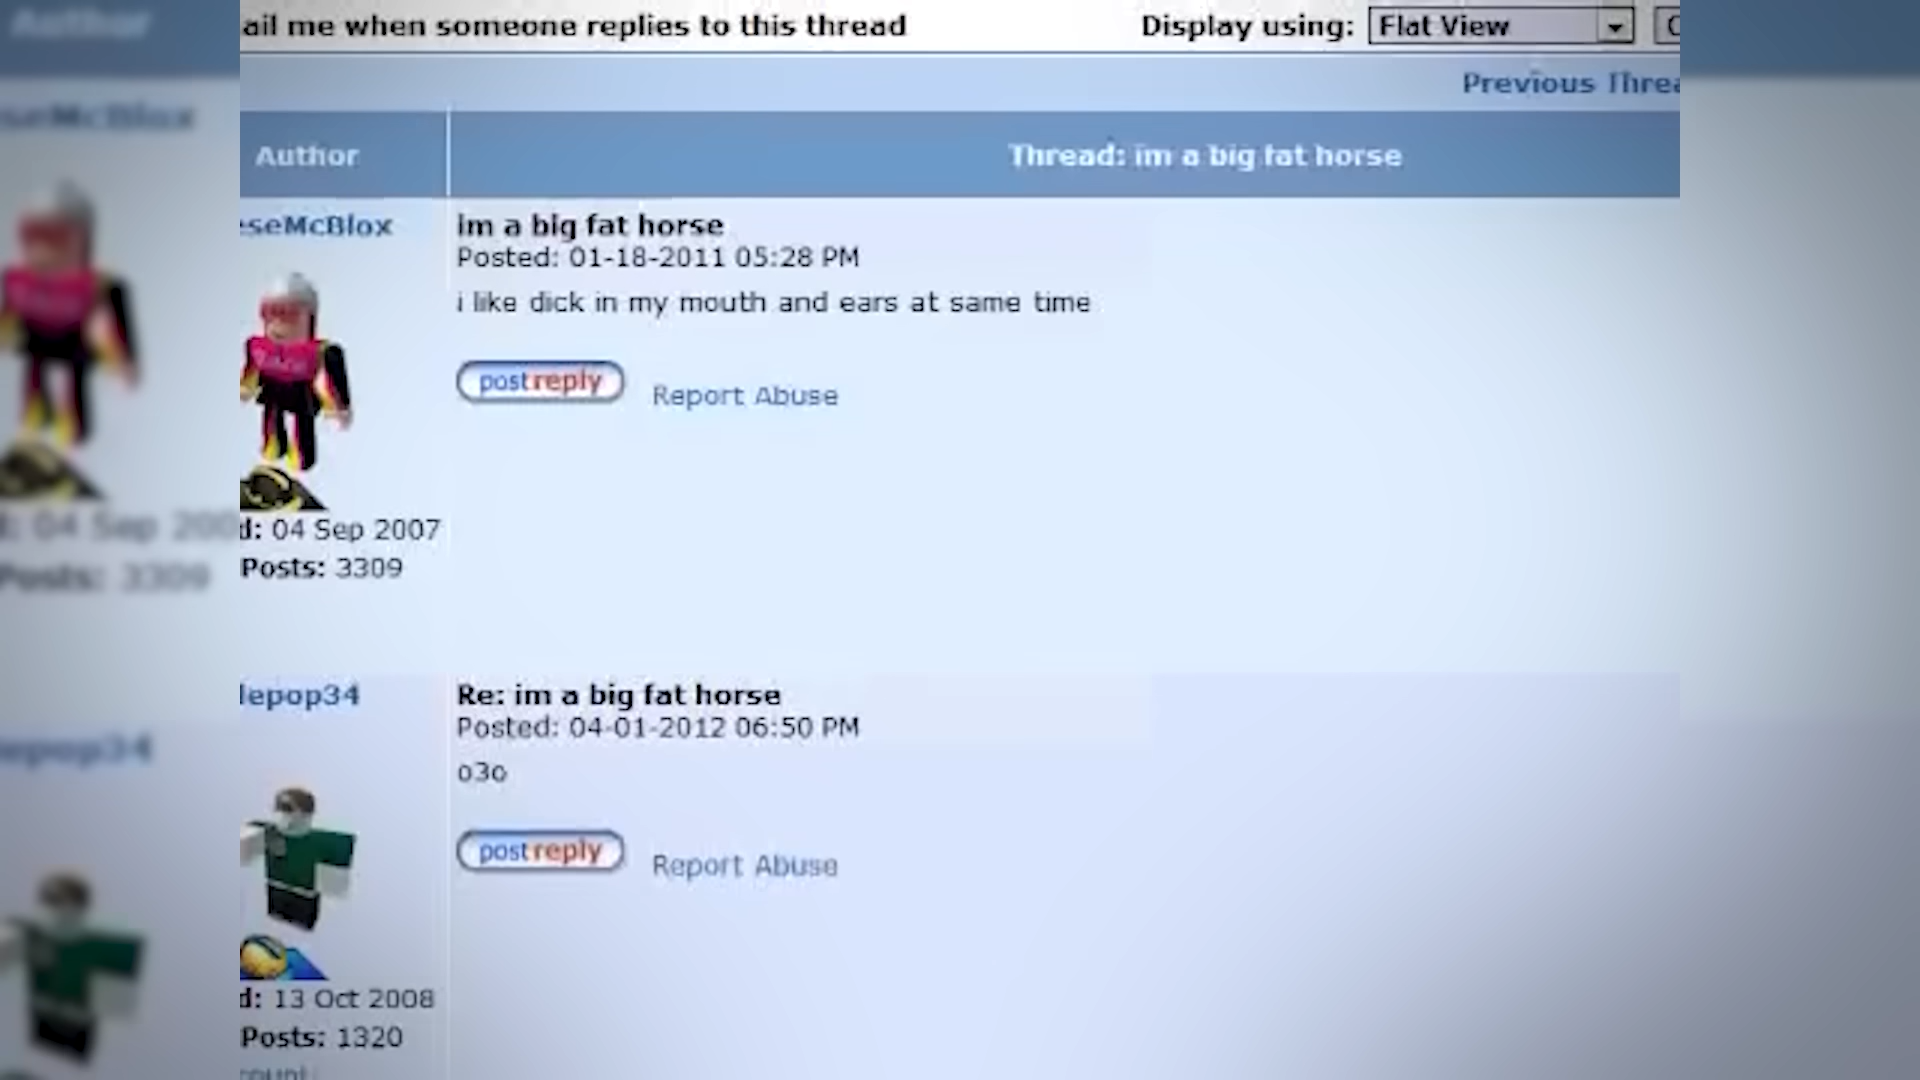 ail me when someone replies to this thread
Display using: Flat View
Previous Threa
Author
Thread: im a big fat horse
seMcBlox
im a big fat horse
Posted: 01-18-2011 05:28 PM
i like dick in my mouth and ears at same time
postreply
Report Abuse
d: 04 Sep 2007
Posts: 3309
lepop34
Re: im a big fat horse
Posted: 04-01-2012 06:50 PM
o3o
postreply
Report Abuse
d: 13 Oct 2008
Posts: 1320